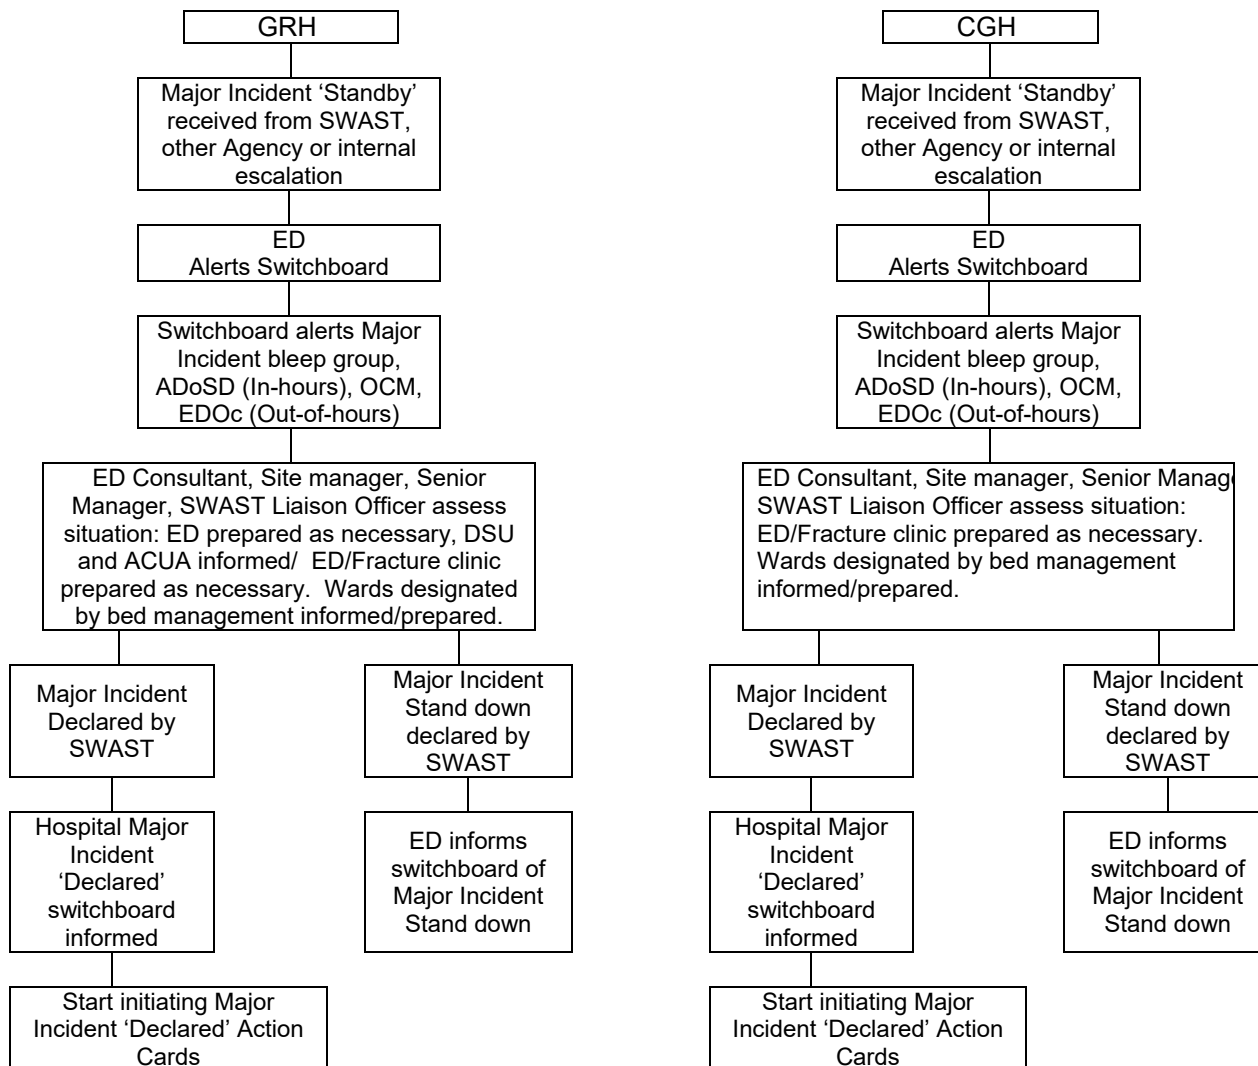 GRH
Major Incident ‘Standby’
received from SWAST,
other Agency or internal
escalation
ED
Alerts Switchboard
Switchboard alerts Major
Incident bleep group,
ADoSD (In-hours), OCM,
EDOc (Out-of-hours)
ED Consultant, Site manager, Senior
Manager, SWAST Liaison Officer assess
situation: ED prepared as necessary, DSU
and ACUA informed/ ED/Fracture clinic
prepared as necessary. Wards designated
by bed management informed/prepared.
Major Incident
Declared by
SWAST
Major Incident
Stand down
declared by
SWAST
Hospital Major
Incident
‘Declared’
switchboard
informed
ED informs
switchboard of
Major Incident
Stand down
Start initiating Major
Incident ‘Declared’ Action
Cards
CGH
Major Incident ‘Standby’
received from SWAST,
other Agency or internal
escalation
ED
Alerts Switchboard
Switchboard alerts Major
Incident bleep group,
ADoSD (In-hours), OCM,
EDOc (Out-of-hours)
ED Consultant, Site manager, Senior Manage
SWAST Liaison Officer assess situation:
ED/Fracture clinic prepared as necessary.
Wards designated by bed management
informed/prepared.
Major Incident
Declared by
SWAST
Major Incident
Stand down
declared by
SWAST
Hospital Major
Incident
‘Declared’
switchboard
informed
ED informs
switchboard of
Major Incident
Stand down
Start initiating Major
Incident ‘Declared’ Action
Cards